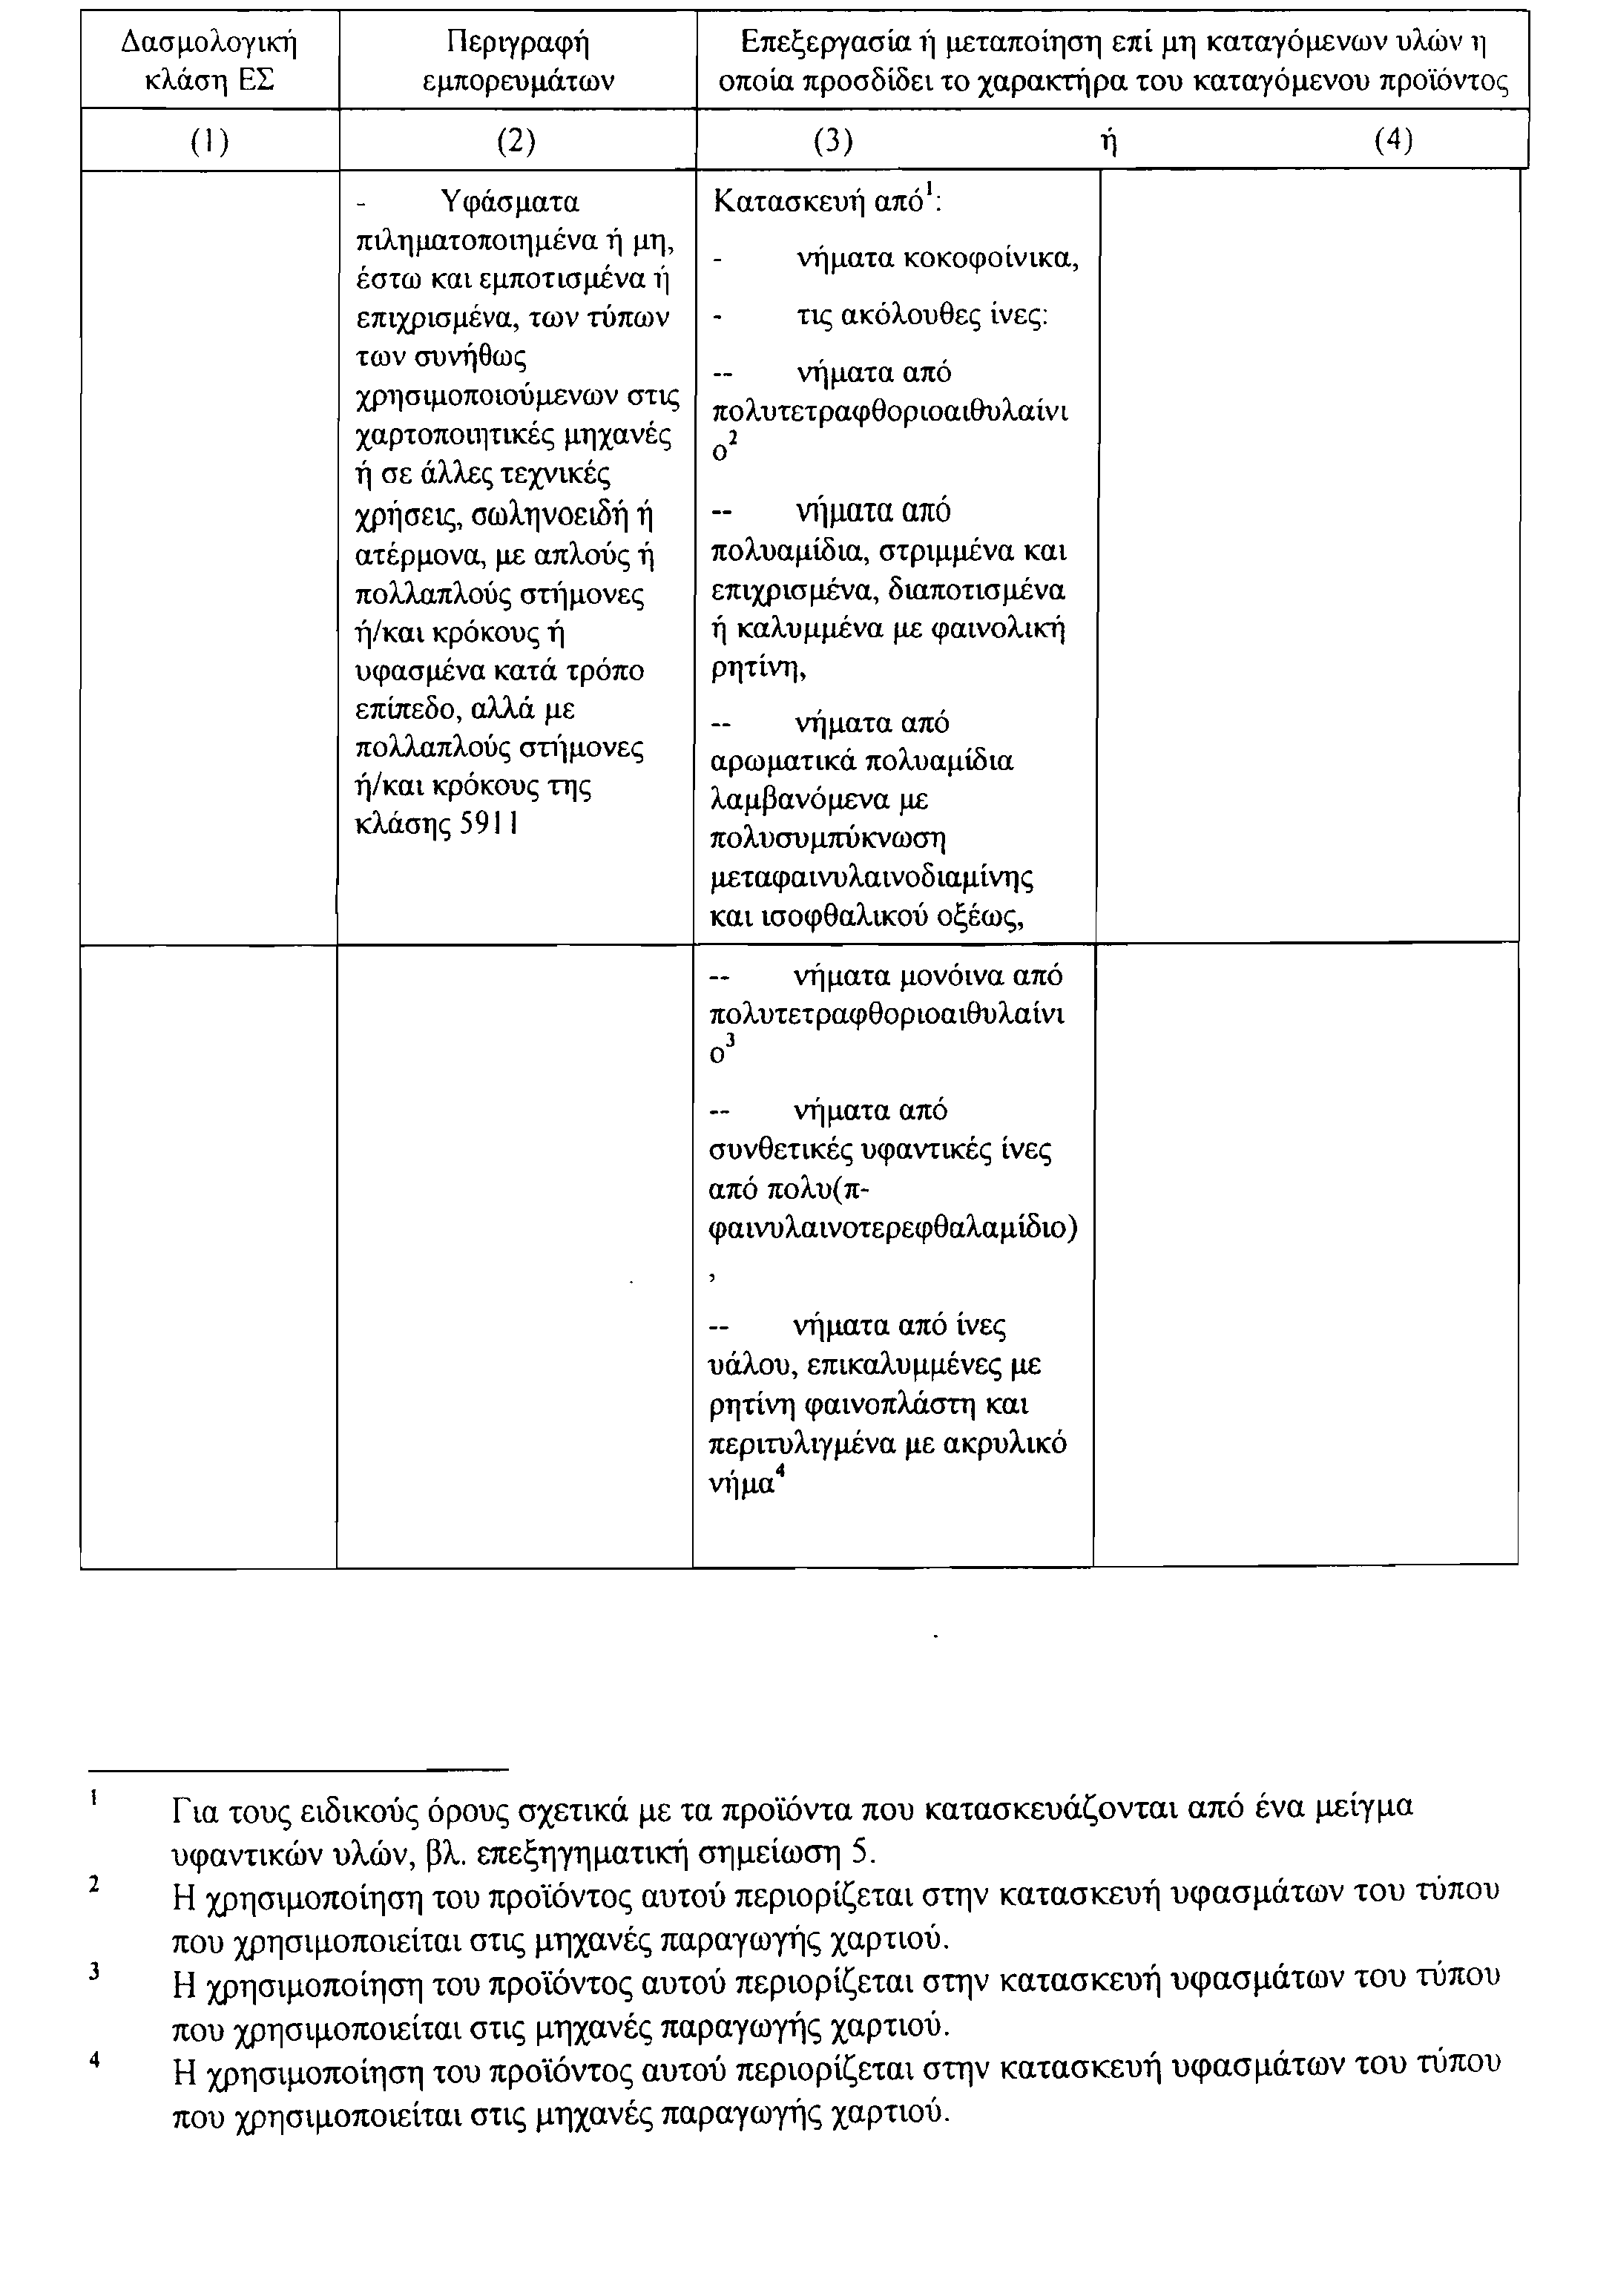 Δασμολογική
κλάση ΕΣ
Περιγραφή
εμπορευμάτων
Επεξεργασία ή μεταποίηση επί μη καταγόμενων υλών η
οποία προσδίδει το χαρακτήρα του καταγόμενου προϊόντος
(1)
(2)
(3) ή (4)
- Υφάσματα
πιληματοποιημένα ή μη,
έστω και εμποτισμένα ή
επιχρισμένα, των τύπων
των συνήθως
χρησιμοποιούμενων στις
χαρτοποιητικές μηχανές
ή σε άλλες τεχνικές
χρήσεις, σωληνοειδή ή
ατέρμονα, με απλούς ή
πολλαπλούς στήμονες
ή/και κρόκους ή
υφασμένα κατά τρόπο
επίπεδο, αλλά με
πολλαπλούς στήμονες
ή/και κρόκους της
κλάσης 5911
Κατασκευή από¹:
- νήματα κοκοφοίνικα,
- τις ακόλουθες ίνες:
-- νήματα από
πολυτετραφθοριοαιθυλαίνι
ο²
-- νήματα από
πολυαμίδια, στριμμένα και
επιχρισμένα, διαποτισμένα
ή καλυμμένα με φαινολική
ρητίνη,
-- νήματα από
αρωματικά πολυαμίδια
λαμβανόμενα με
πολυσυμπύκνωση
μεταφαινυλαινοδιαμίνης
και ισοφθαλικού οξέως,
-- νήματα μονόινα από
πολυτετραφθοριοαιθυλαίνι
ο³
-- νήματα από
συνθετικές υφαντικές ίνες
από πολυ(π-
φαινυλαινοτερεφθαλαμίδιο)
,
-- νήματα από ίνες
υάλου, επικαλυμμένες με
ρητίνη φαινοπλάστη και
περιτυλιγμένα με ακρυλικό
νήμα⁴
¹ Για τους ειδικούς όρους σχετικά με τα προϊόντα που κατασκευάζονται από ένα μείγμα
υφαντικών υλών, βλ. επεξηγηματική σημείωση 5.
² Η χρησιμοποίηση του προϊόντος αυτού περιορίζεται στην κατασκευή υφασμάτων του τύπου
που χρησιμοποιείται στις μηχανές παραγωγής χαρτιού.
³ Η χρησιμοποίηση του προϊόντος αυτού περιορίζεται στην κατασκευή υφασμάτων του τύπου
που χρησιμοποιείται στις μηχανές παραγωγής χαρτιού.
⁴ Η χρησιμοποίηση του προϊόντος αυτού περιορίζεται στην κατασκευή υφασμάτων του τύπου
που χρησιμοποιείται στις μηχανές παραγωγής χαρτιού.